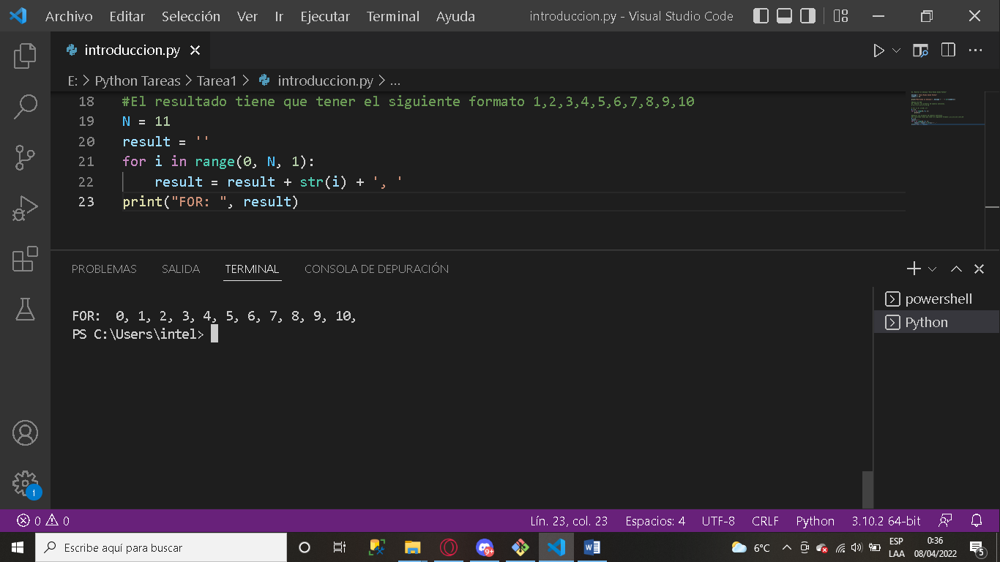 Archivo Editar Selección Ver Ir Ejecutar Terminal Ayuda introduccion.py - Visual Studio Code
introduccion.py
E: > Python Tareas > Tarea1 > introduccion.py > ...
18 #El resultado tiene que tener el siguiente formato 1,2,3,4,5,6,7,8,9,10
19 N = 11
20 result = ''
21 for i in range(0, N, 1):
22 result = result + str(i) + ', '
23 print("FOR: ", result)
PROBLEMAS SALIDA TERMINAL CONSOLA DE DEPURACIÓN
powershell
Python
FOR:  0, 1, 2, 3, 4, 5, 6, 7, 8, 9, 10,
PS C:\Users\intel>
1
0 0 Lín. 23, col. 23 Espacios: 4 UTF-8 CRLF Python 3.10.2 64-bit
Escribe aquí para buscar
9+
6°C
ESP
LAA
0:36
08/04/2022
5